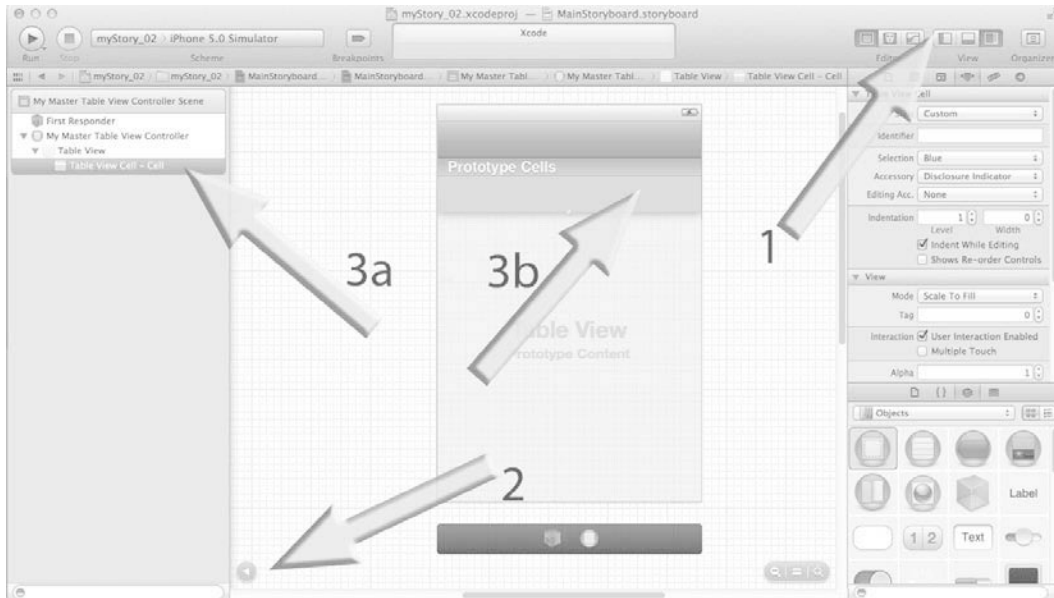 myStory_02.xcodeproj — MainStoryboard.storyboard
myStory_02 › iPhone 5.0 Simulator
Xcode
Run Stop Scheme Breakpoints Editor View Organizer
myStory_02 › myStory_02 › MainStoryboard... › MainStoryboard... › My Master Tabl... › My Master Tabl... › Table View › Table View Cell – Cell
My Master Table View Controller Scene
First Responder
My Master Table View Controller
Table View
Table View Cell – Cell
Prototype Cells
Table View
Prototype Content
1
2
3a
3b
Custom
Identifier
Selection Blue
Accessory Disclosure Indicator
Editing Acc. None
Indentation 1 0
Level Width
Indent While Editing
Shows Re-order Controls
View
Mode Scale To Fill
Tag 0
Interaction User Interaction Enabled
Multiple Touch
Alpha 1
{}
Objects
Label
1 2 Text